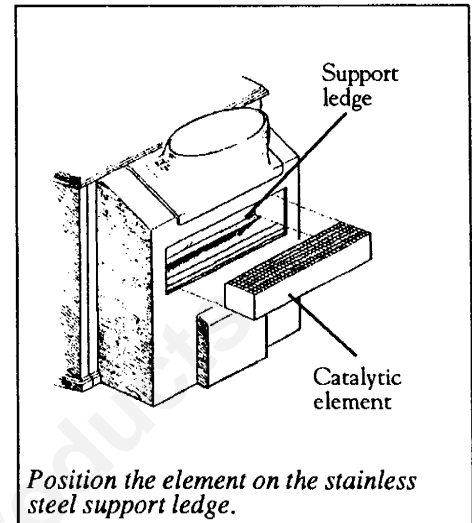 Support
ledge
Catalytic
element
Position the element on the stainless
steel support ledge.